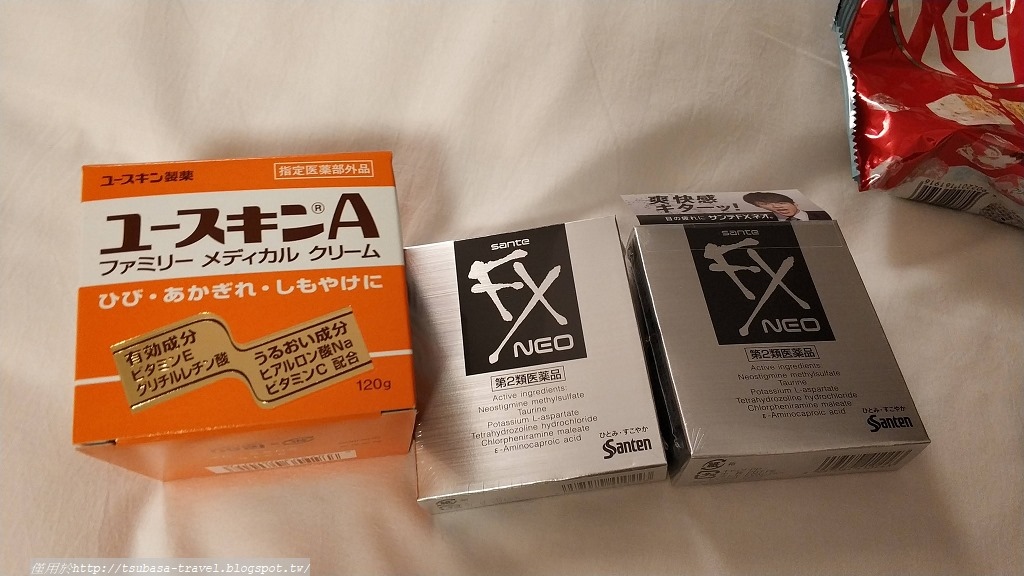 ユースキン製薬
指定医薬部外品
ユースキン®A
ファミリー メディカル クリーム
ひび・あかぎれ・しもやけに
有効成分
ビタミンE
グリチルレチン酸
うるおい成分
ヒアルロン酸Na
ビタミンC 配合
120g
sante
FX
NEO
第2類医薬品
Active ingredients:
Neostigmine methylsulfate
Taurine
Potassium L-aspartate
Tetrahydrozoline hydrochloride
Chlorpheniramine maleate
ε-Aminocaproic acid
ひとみ・すこやか
Santen
爽快感
キターッ!
目の疲れに サンテFXネオ。
sante
FX
NEO
第2類医薬品
Active ingredients:
Neostigmine methylsulfate
Taurine
Potassium L-aspartate
Tetrahydrozoline hydrochloride
Chlorpheniramine maleate
ε-Aminocaproic acid
ひとみ・すこやか
Santen
Kit
僅用於http://tsubasa-travel.blogspot.tw/